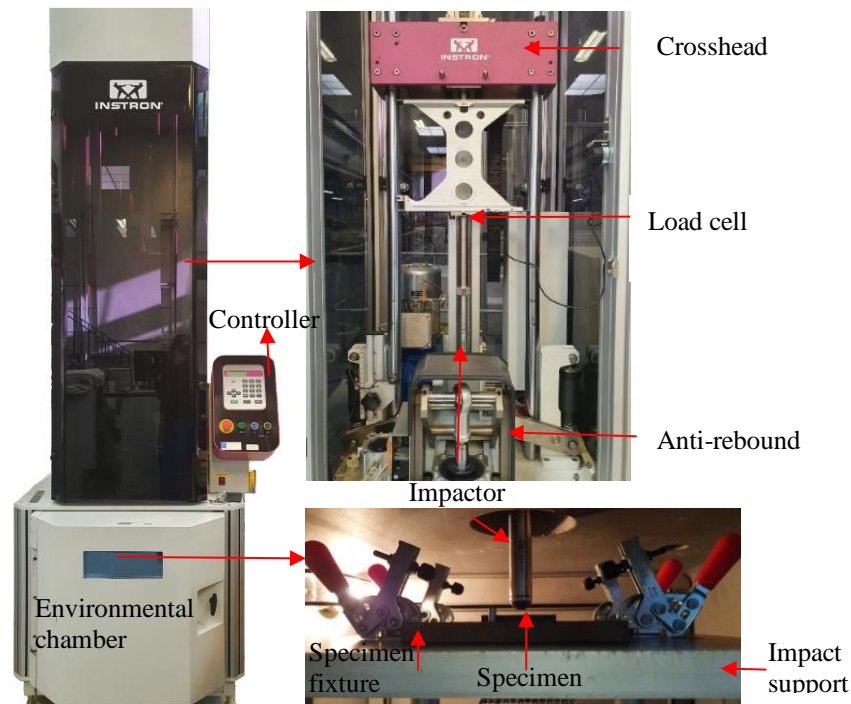 INSTRON
Controller
Environmental
chamber
INSTRON
Crosshead
Load cell
Anti-rebound
Impactor
Specimen
fixture
Specimen
Impact
support